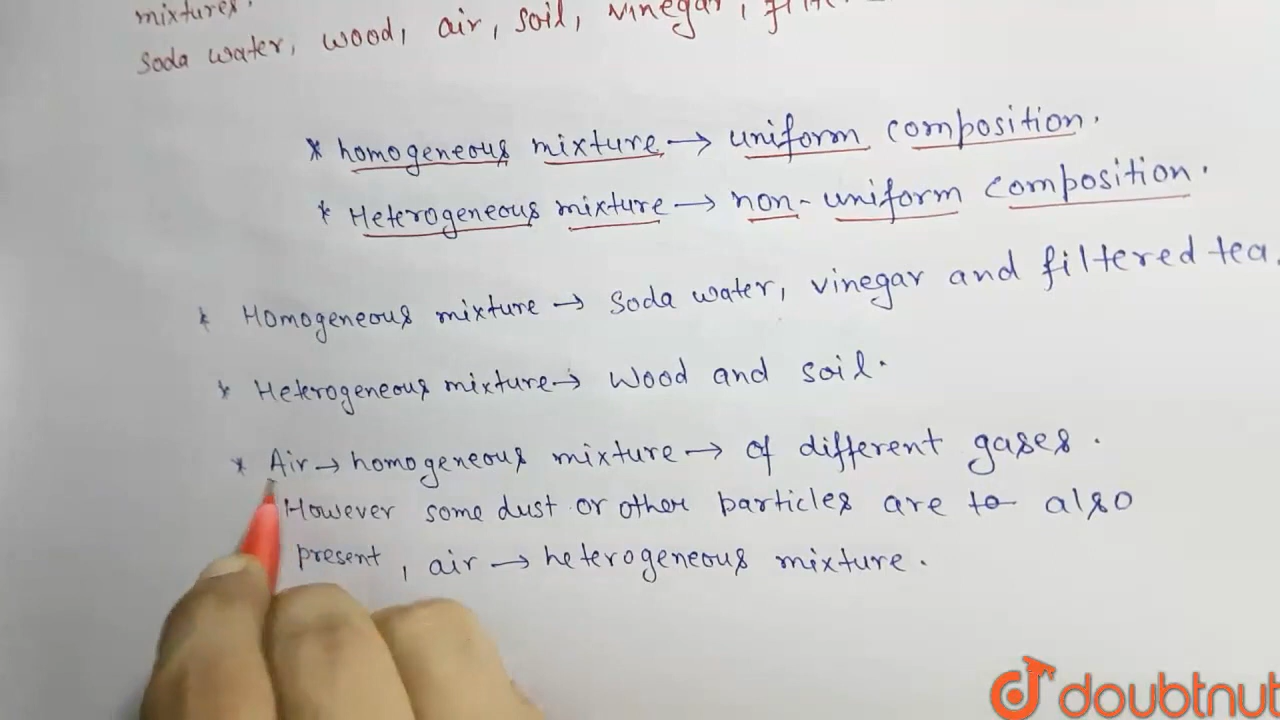 mixtures.
Soda water, wood, air, soil, vinegar,
* homogeneous mixture → uniform composition.
* Heterogeneous mixture → non-uniform composition.
* Homogeneous mixture → Soda water, vinegar and filtered tea.
* Heterogeneous mixture → Wood and soil.
* Air → homogeneous mixture → of different gases.
However some dust or other particles are to also
present, air → heterogeneous mixture.
doubtnut